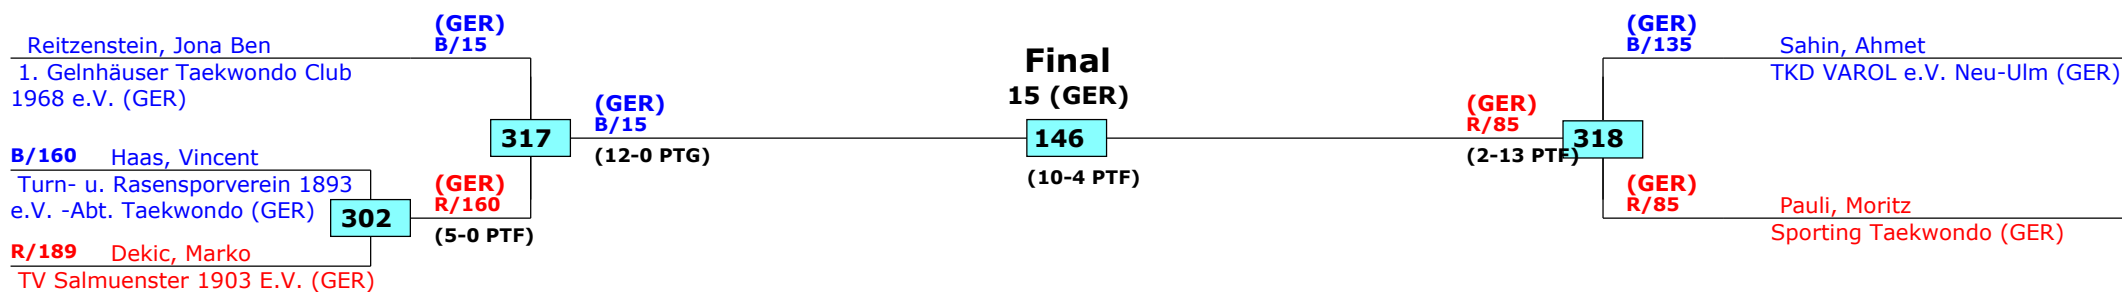 (GER)
B/15
Reitzenstein, Jona Ben
1. Gelnhäuser Taekwondo Club
1968 e.V. (GER)
B/160 Haas, Vincent
Turn- u. Rasensporverein 1893
e.V. -Abt. Taekwondo (GER)
R/189 Dekic, Marko
TV Salmuenster 1903 E.V. (GER)
302
(GER)
R/160
(5-0 PTF)
317
(GER)
B/15
(12-0 PTG)
Final
15 (GER)
146
(10-4 PTF)
(GER)
R/85
(2-13 PTF)
318
(GER)
B/135
Sahin, Ahmet
TKD VAROL e.V. Neu-Ulm (GER)
(GER)
R/85
Pauli, Moritz
Sporting Taekwondo (GER)